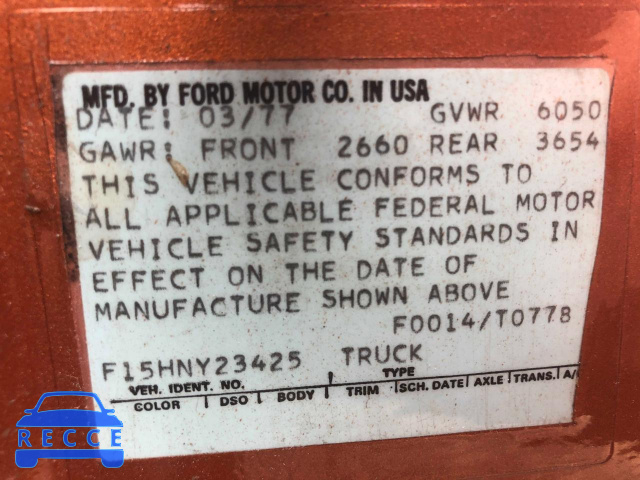 MFD. BY FORD MOTOR CO. IN USA
DATE: 03/77 GVWR 6050
GAWR: FRONT 2660 REAR 3654
THIS VEHICLE CONFORMS TO
ALL APPLICABLE FEDERAL MOTOR
VEHICLE SAFETY STANDARDS IN
EFFECT ON THE DATE OF
MANUFACTURE SHOWN ABOVE
F0014/T0778
F15HNY23425 TRUCK
VEH. IDENT. NO. TYPE
COLOR DSO BODY TRIM SCH. DATE AXLE TRANS. A/
RECCE